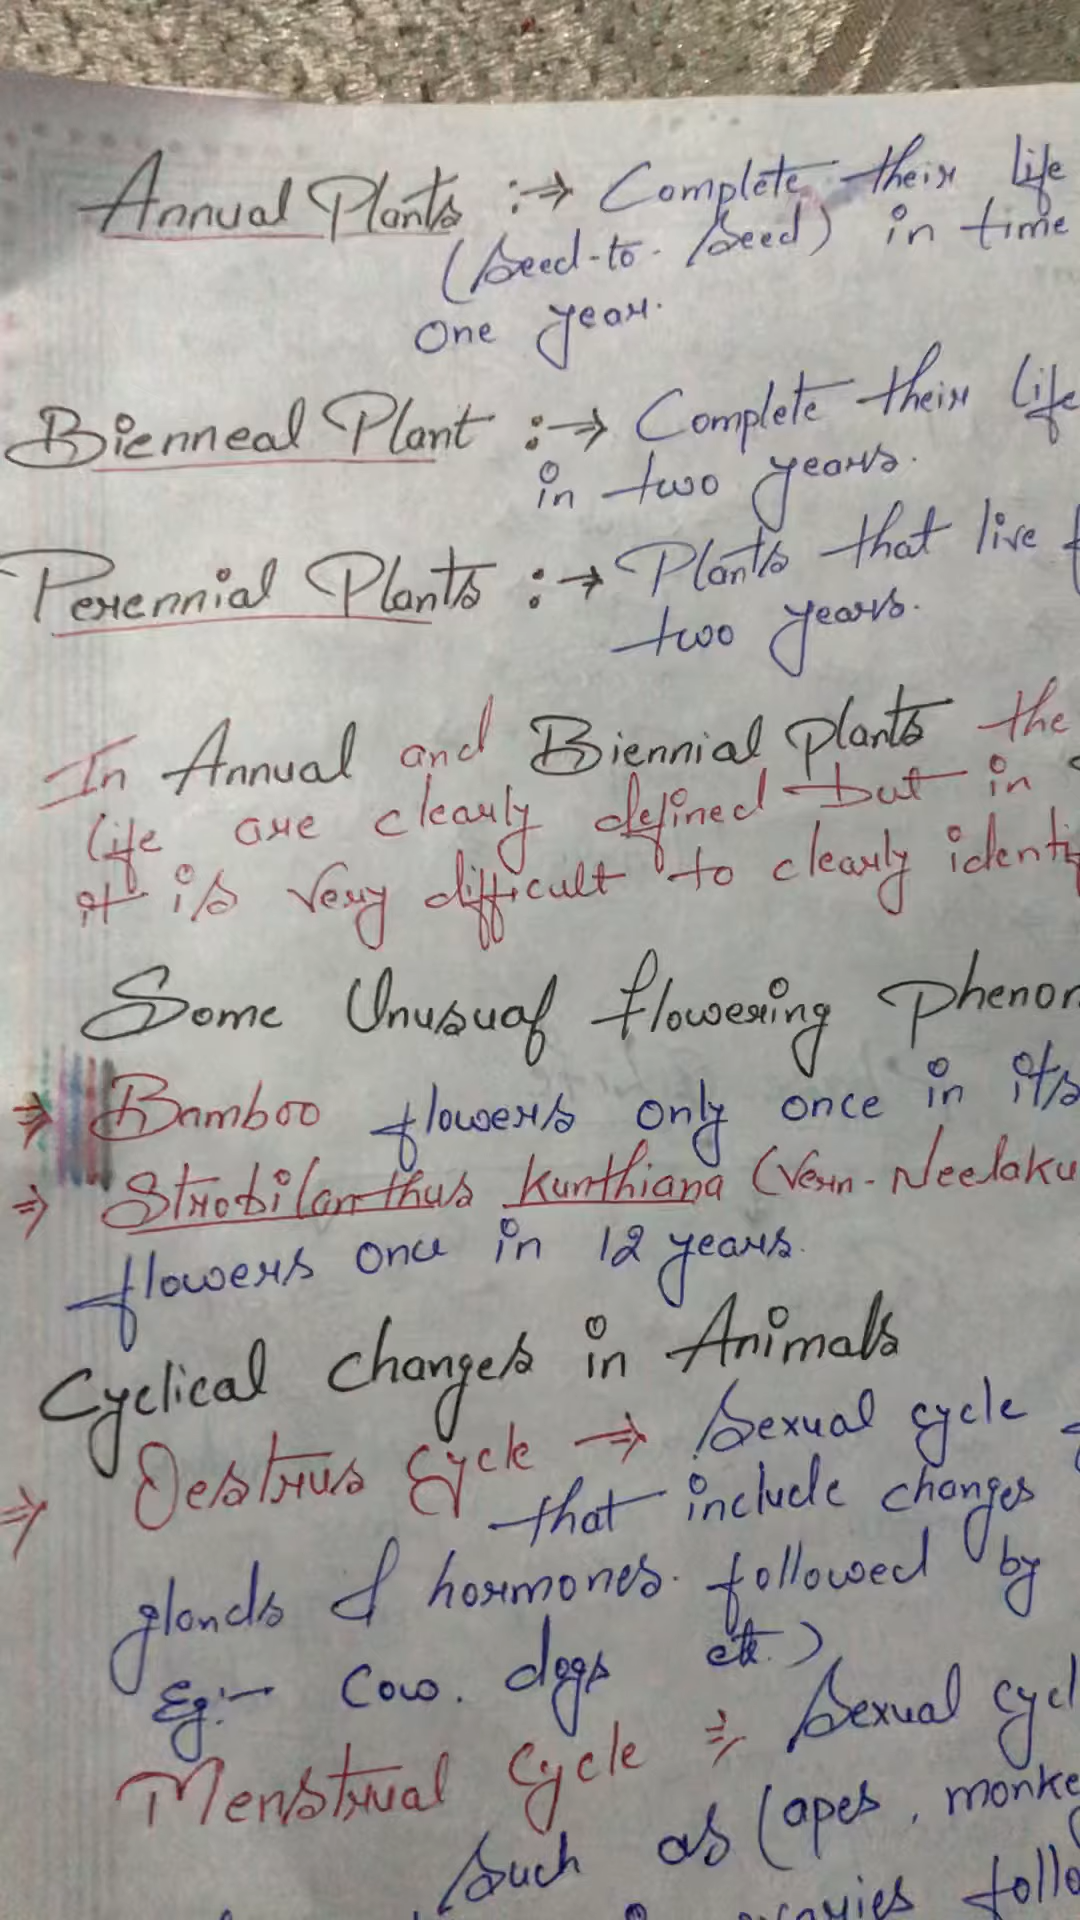 Annual Plants :→ Complete their life
(Seed-to-Seed) in time
One year.
Bienneal Plant :→ Complete their life
in two years.
Perennial Plants :→ Plants that live
two years.
In Annual and Biennial plants the
life are clearly defined but in
it is very difficult to clearly identi
Some Unusual flowering Phenom
⇒ Bamboo flowers only once in its
⇒ Strobilanthus kunthiana (Vern-Neelaku
flowers once in 12 years.
Cyclical changes in Animals
⇒ Oestrus Cycle ⇒ Sexual cycle
that include changes
glands & hormones. followed by
Eg:- Cow. dogs etc.)
Menstrual Cycle ⇒ Sexual cycl
Such as (apes, monke
follo